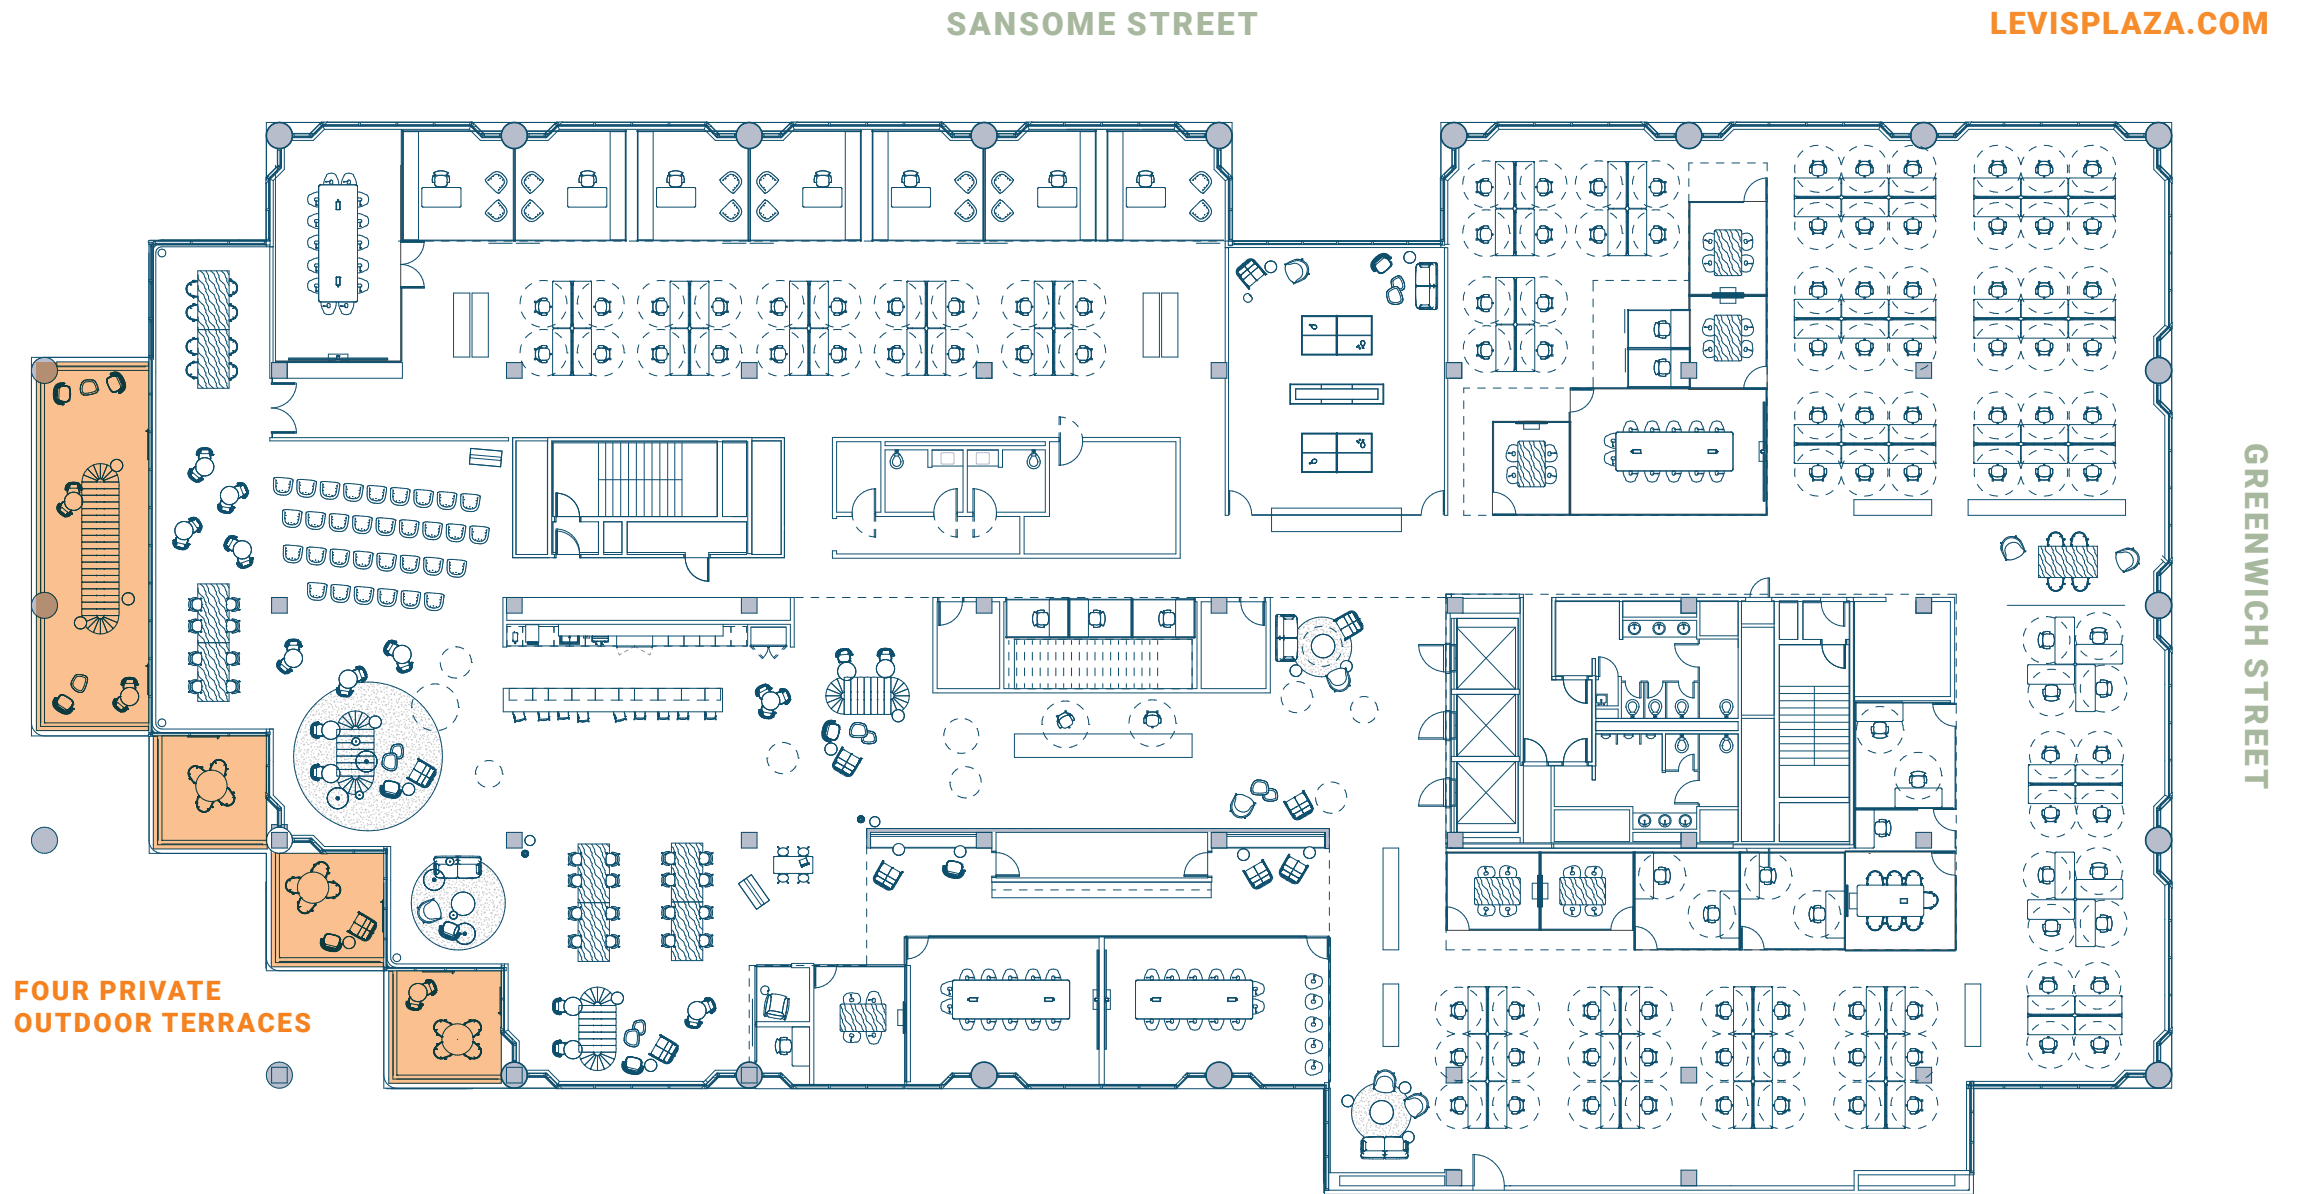 SANSOME STREET
LEVISPLAZA.COM
GREENWICH STREET
FOUR PRIVATE
OUTDOOR TERRACES